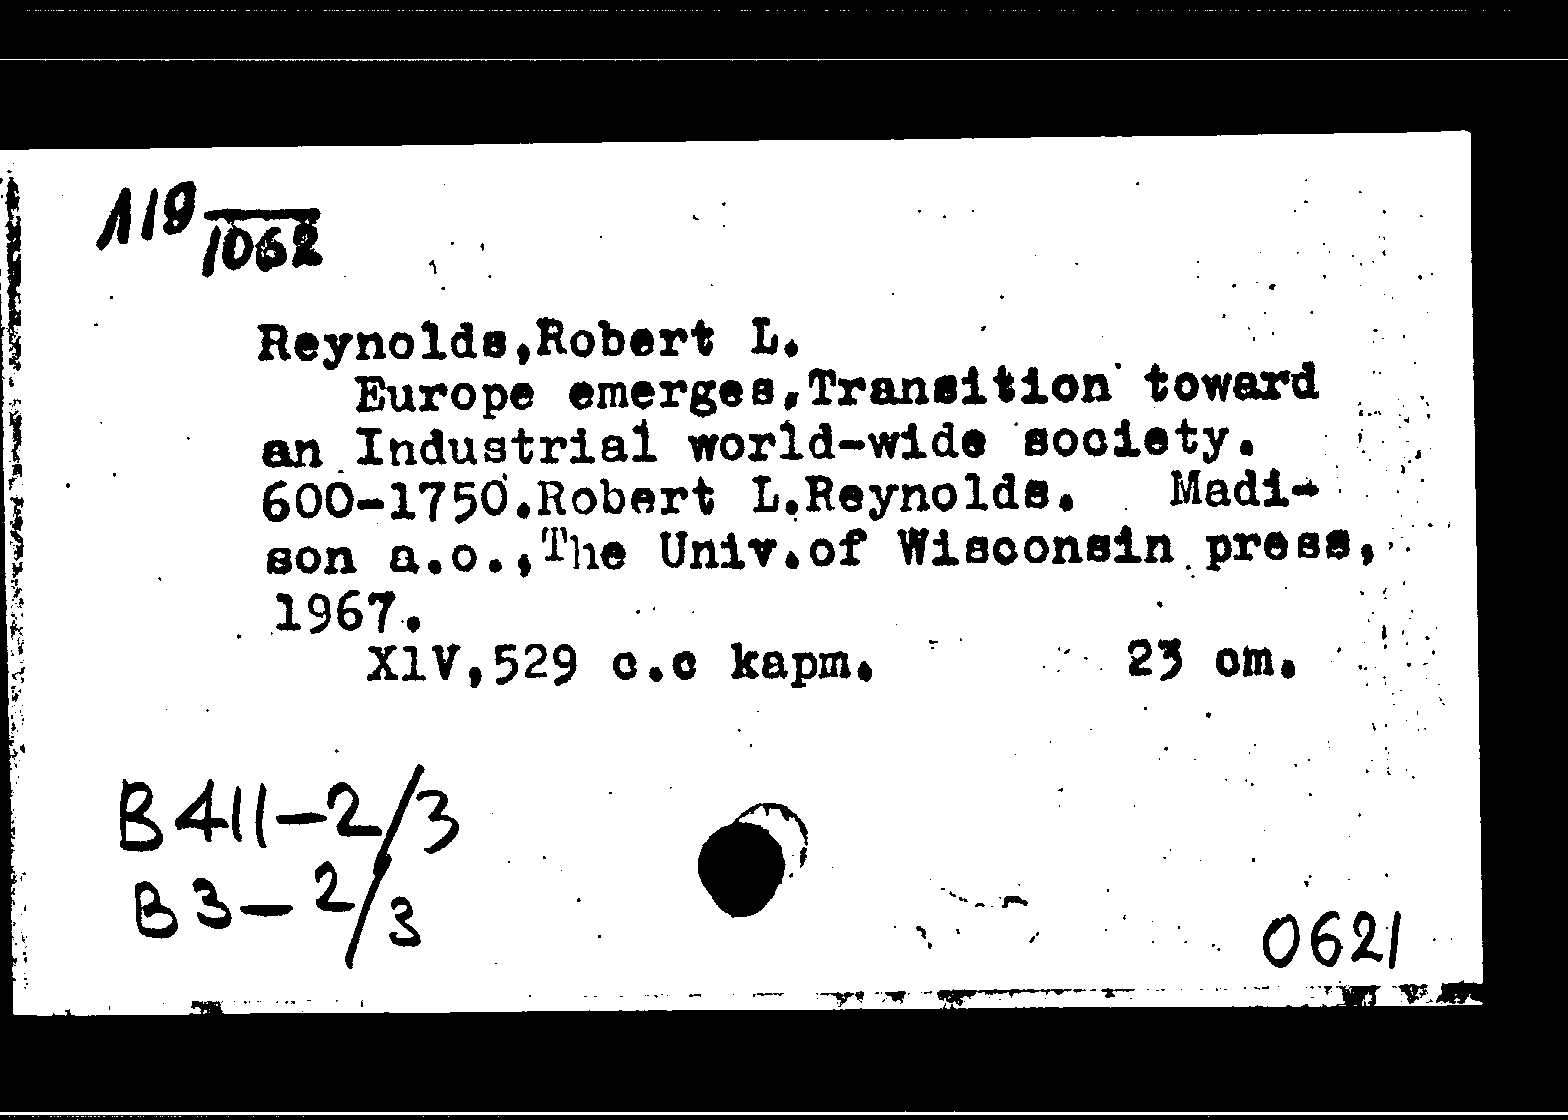 119/1062
Reynolds,Robert L.
Europe emerges,Transition toward
an Industrial world-wide society.
600-1750.Robert L.Reynolds. Madi-
son a.o.,The Univ.of Wisconsin press,
1967.
X1V,529 c.c kapm. 23 om.
B411-2/3
B3-2/3
0621